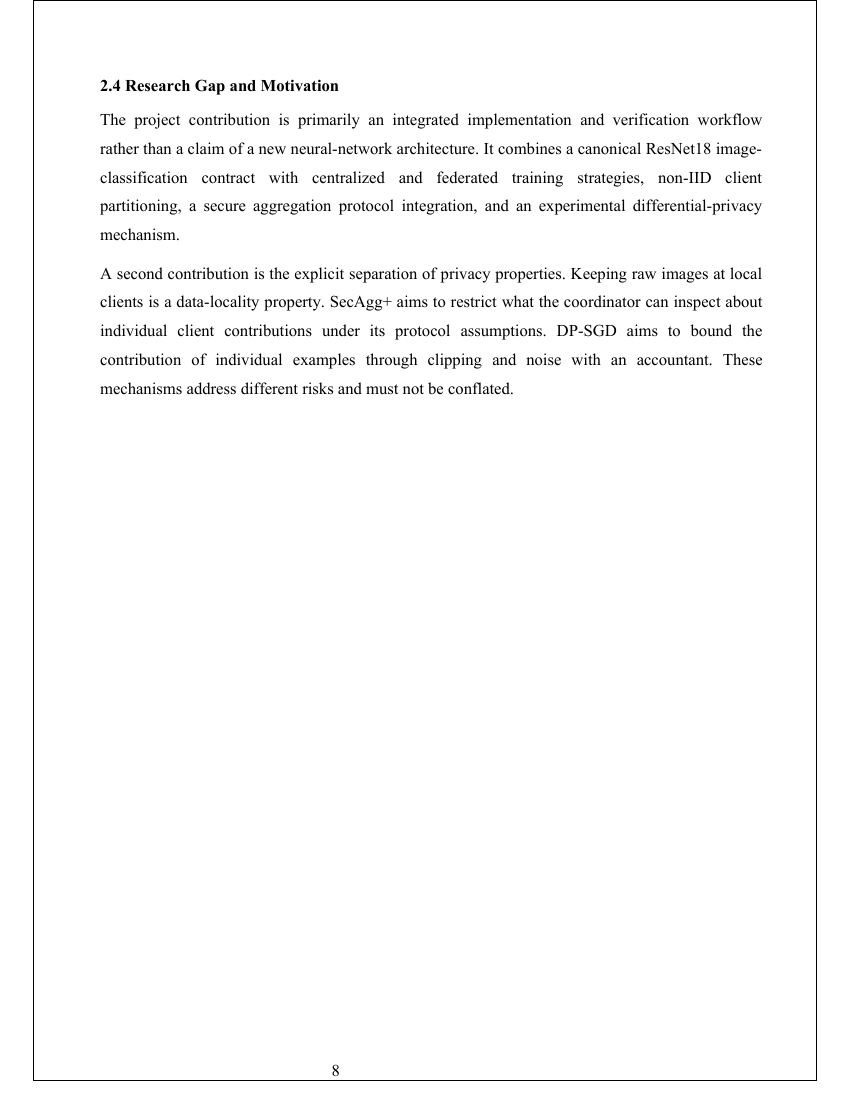 2.4 Research Gap and Motivation
The project contribution is primarily an integrated implementation and verification workflow
rather than a claim of a new neural-network architecture. It combines a canonical ResNet18 image-
classification contract with centralized and federated training strategies, non-IID client
partitioning, a secure aggregation protocol integration, and an experimental differential-privacy
mechanism.
A second contribution is the explicit separation of privacy properties. Keeping raw images at local
clients is a data-locality property. SecAgg+ aims to restrict what the coordinator can inspect about
individual client contributions under its protocol assumptions. DP-SGD aims to bound the
contribution of individual examples through clipping and noise with an accountant. These
mechanisms address different risks and must not be conflated.
8